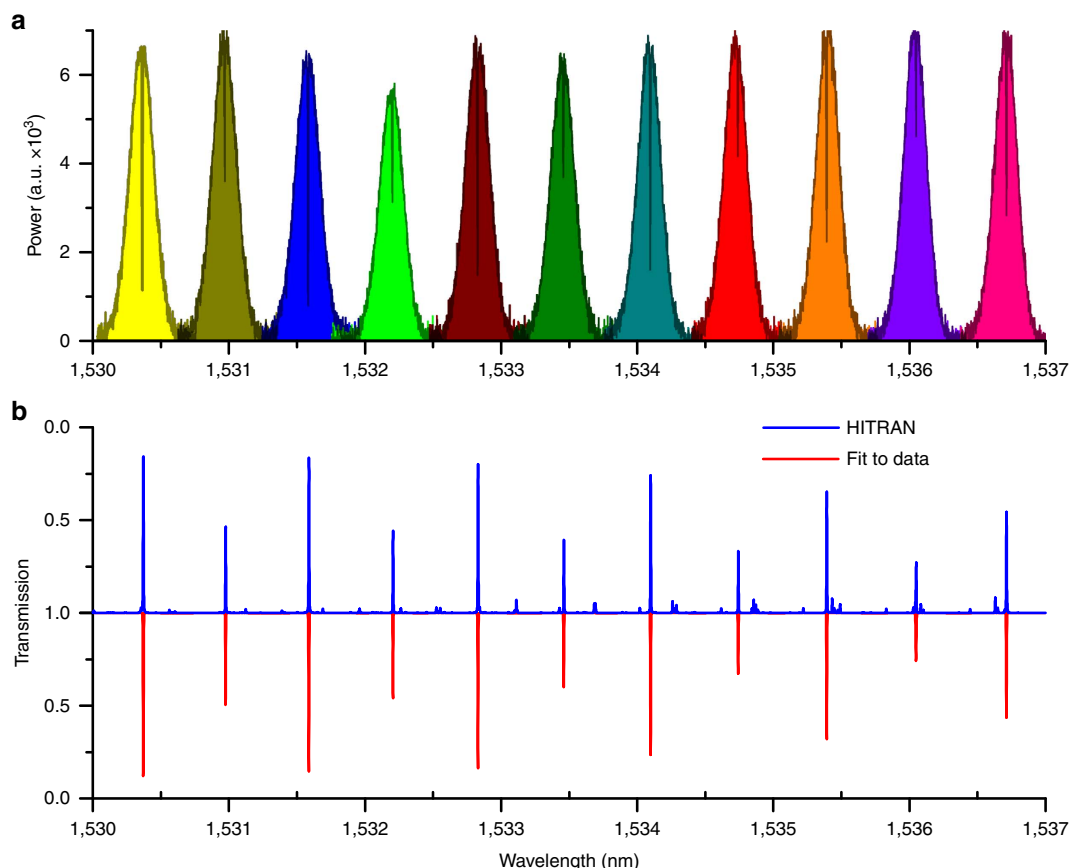 a
Power (a.u. ×10³)
6
4
2
0
1,530 1,531 1,532 1,533 1,534 1,535 1,536 1,537
b
Transmission
0.0
0.5
1.0
0.5
0.0
HITRAN
Fit to data
1,530 1,531 1,532 1,533 1,534 1,535 1,536 1,537
Wavelength (nm)